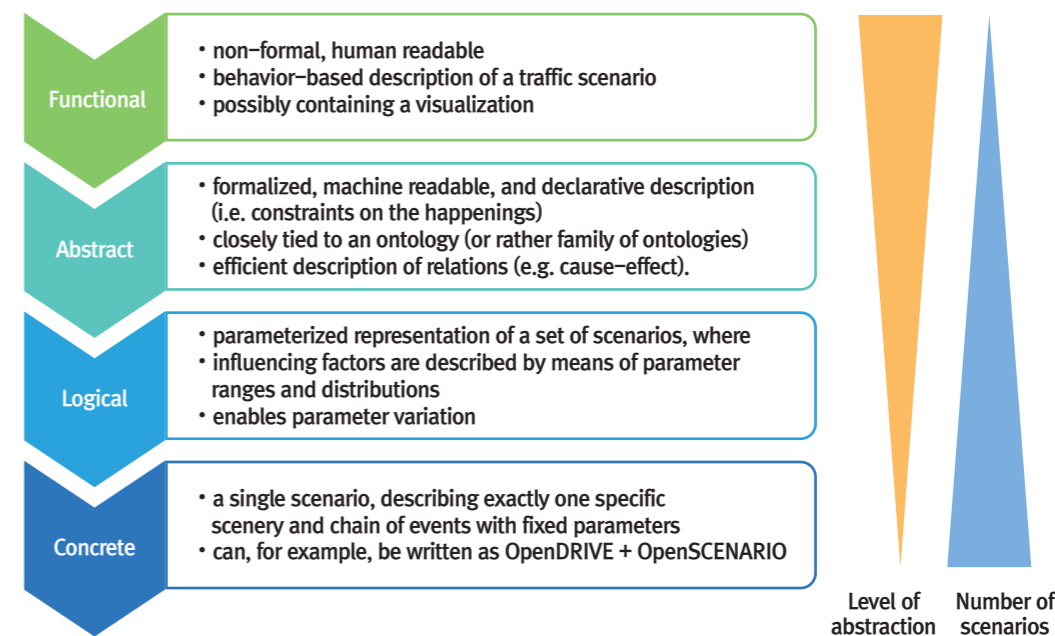 Functional
• non-formal, human readable
• behavior-based description of a traffic scenario
• possibly containing a visualization
Abstract
• formalized, machine readable, and declarative description
(i.e. constraints on the happenings)
• closely tied to an ontology (or rather family of ontologies)
• efficient description of relations (e.g. cause-effect).
Logical
• parameterized representation of a set of scenarios, where
• influencing factors are described by means of parameter
ranges and distributions
• enables parameter variation
Concrete
• a single scenario, describing exactly one specific
scenery and chain of events with fixed parameters
• can, for example, be written as OpenDRIVE + OpenSCENARIO
Level of
abstraction
Number of
scenarios